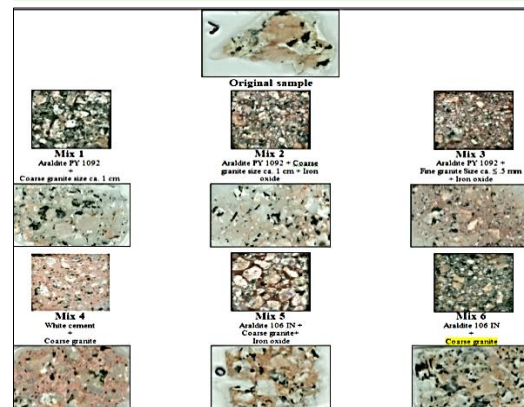 Original sample
Mix 1
Araldite PY 1092
+
Coarse granite size ca. 1 cm
Mix 2
Araldite PY 1092 + Coarse
granite size ca. 1 cm + Iron
oxide
Mix 3
Araldite PY 1092 +
Fine granite Size ca. ≤ .5 mm
+ Iron oxide
Mix 4
White cement
+
Coarse granite
Mix 5
Araldite 106 IN +
Coarse granite+
Iron oxide
Mix 6
Araldite 106 IN
+
Coarse granite